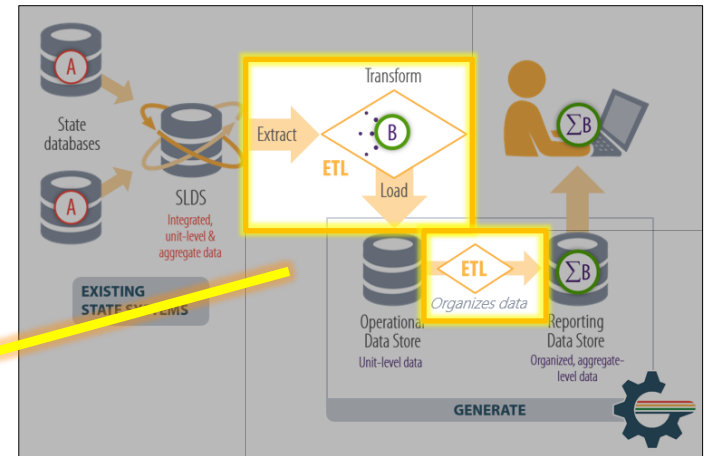 A
State
databases
A
SLDS
Integrated,
unit-level &
aggregate data
EXISTING
STATE SYSTEMS
Extract
Transform
B
ETL
Load
Operational
Data Store
Unit-level data
ETL
Organizes data
ΣB
Reporting
Data Store
Organized, aggregate-
level data
ΣB
GENERATE